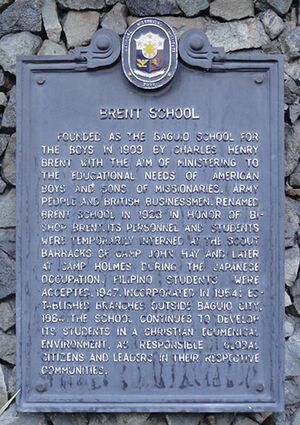 BRENT SCHOOL
FOUNDED AS THE BAGUIO SCHOOL FOR
THE BOYS IN 1909 BY CHARLES HENRY
BRENT WITH THE AIM OF MINISTERING TO
THE EDUCATIONAL NEEDS OF AMERICAN
BOYS AND SONS OF MISSIONARIES, ARMY
PEOPLE AND BRITISH BUSINESSMEN. RENAMED
BRENT SCHOOL IN 1923 IN HONOR OF BI-
SHOP BRENT. ITS PERSONNEL AND STUDENTS
WERE TEMPORARILY INTERNED AT THE SCOUT
BARRACKS OF CAMP JOHN HAY AND LATER
AT CAMP HOLMES DURING THE JAPANESE
OCCUPATION. FILIPINO STUDENTS WERE
ACCEPTED, 1947. INCORPORATED IN 1954; ES-
TABLISHED BRANCHES OUTSIDE BAGUIO CITY,
1984. THE SCHOOL CONTINUES TO DEVELOP
ITS STUDENTS IN A CHRISTIAN ECUMENICAL
ENVIRONMENT, AS RESPONSIBLE GLOBAL
CITIZENS AND LEADERS IN THEIR RESPECTIVE
COMMUNITIES.